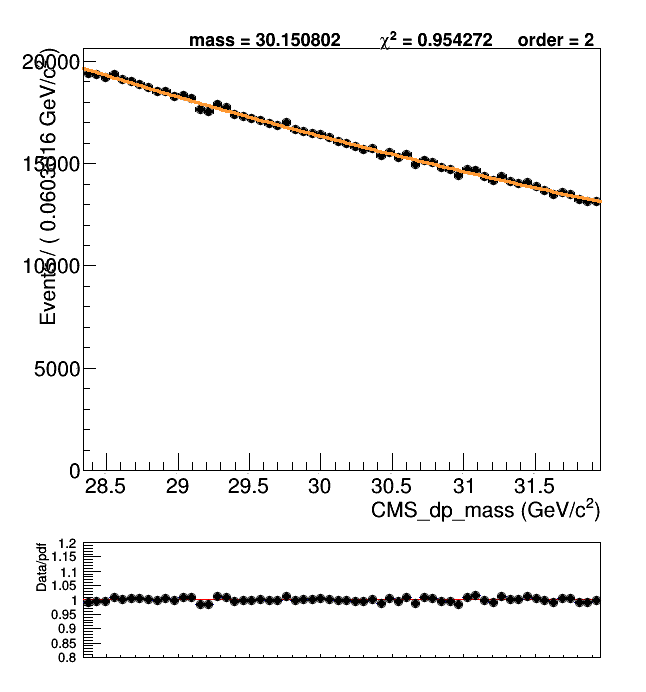 mass = 30.150802 χ² = 0.954272 order = 2
20000
15000
10000
5000
0
Events / ( 0.0603016 GeV/c²)
28.5 29 29.5 30 30.5 31 31.5
CMS_dp_mass (GeV/c²)
Data/pdf
1.2
1.15
1.1
1.05
1
0.95
0.9
0.85
0.8